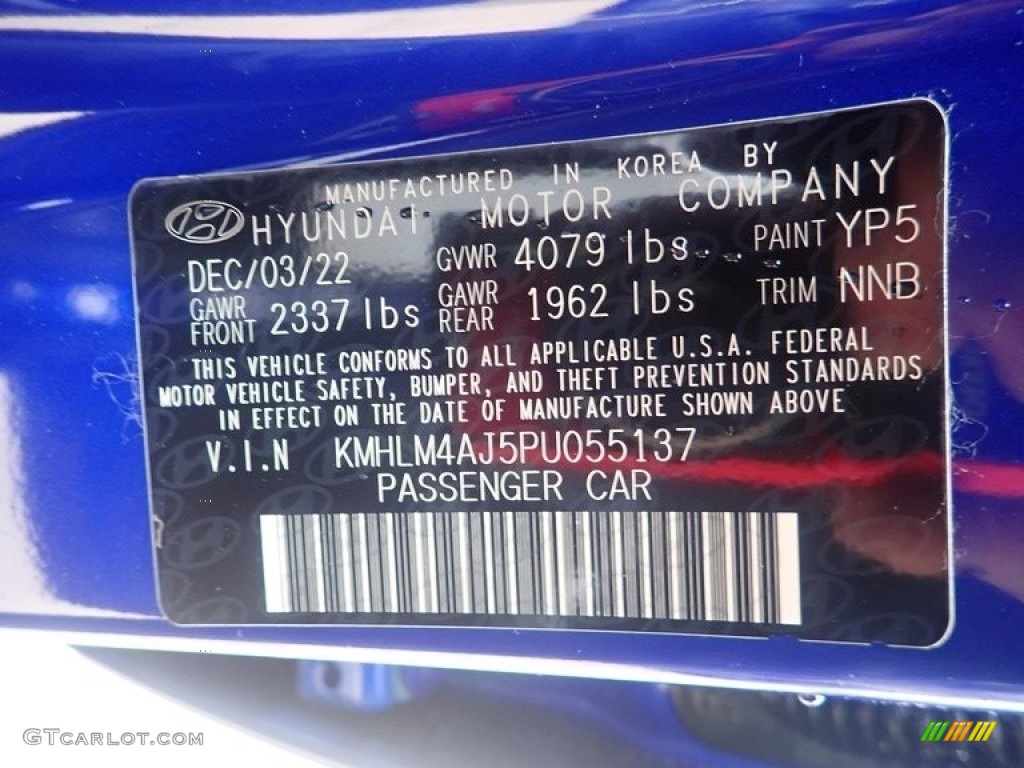 MANUFACTURED IN KOREA BY
HYUNDAI MOTOR COMPANY
DEC/03/22 GVWR 4079 lbs PAINT YP5
GAWR FRONT 2337 lbs GAWR REAR 1962 lbs TRIM NNB
THIS VEHICLE CONFORMS TO ALL APPLICABLE U.S.A. FEDERAL
MOTOR VEHICLE SAFETY, BUMPER, AND THEFT PREVENTION STANDARDS
IN EFFECT ON THE DATE OF MANUFACTURE SHOWN ABOVE
V.I.N KMHLM4AJ5PU055137
PASSENGER CAR
GTCARLOT.COM